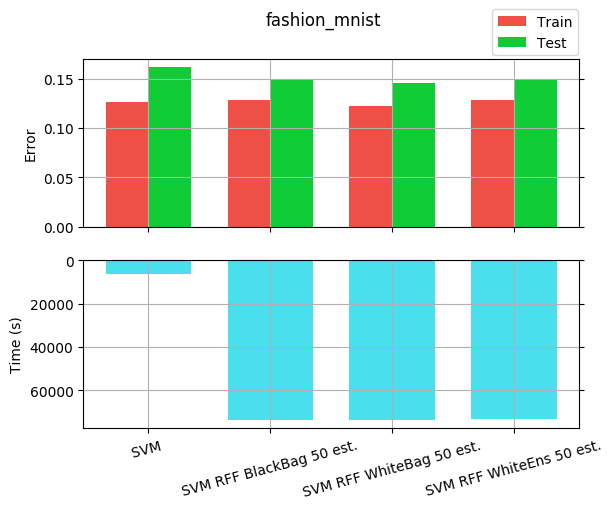 fashion_mnist
Train
Test
0.15
0.10
0.05
0.00
Error
0
20000
40000
60000
Time (s)
SVM
SVM RFF BlackBag 50 est.
SVM RFF WhiteBag 50 est.
SVM RFF WhiteEns 50 est.